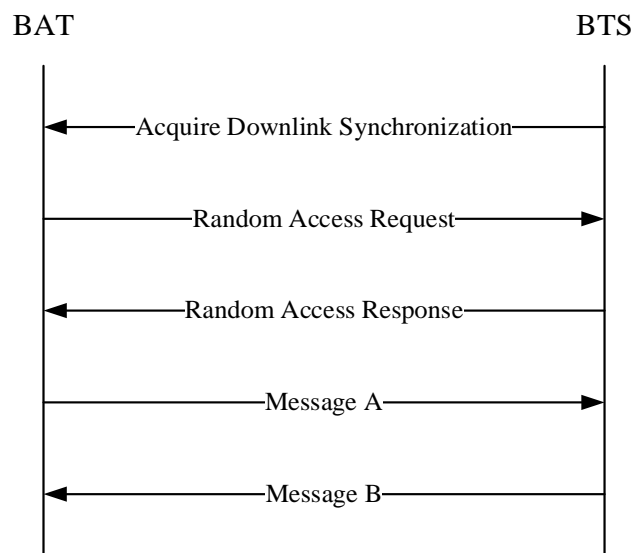 BAT BTS
Acquire Downlink Synchronization
Random Access Request
Random Access Response
Message A
Message B